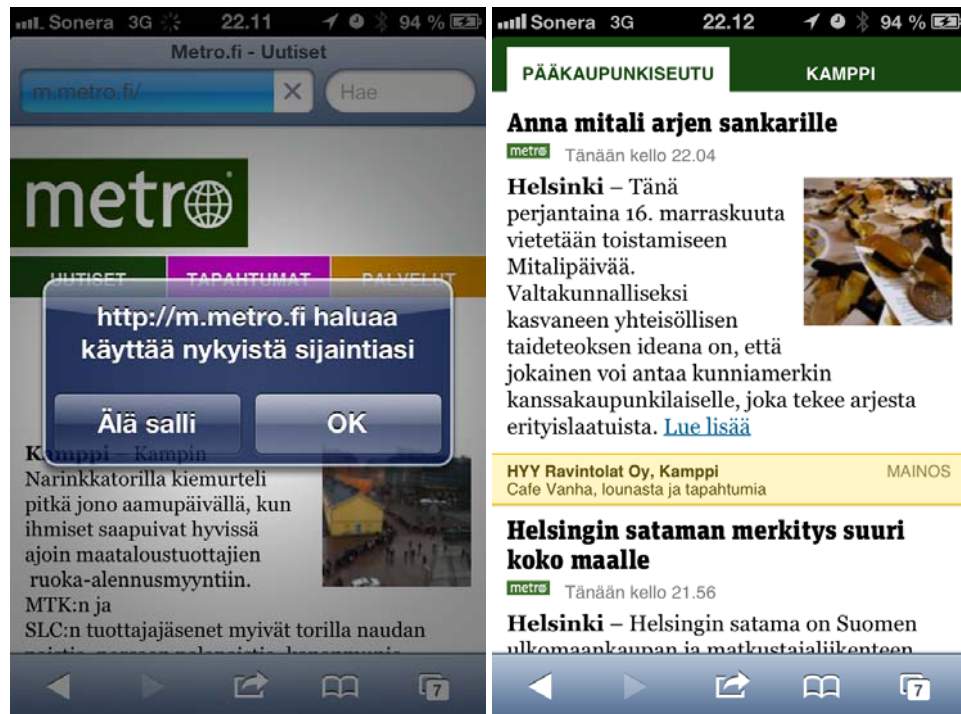 Sonera 3G 22.11 94 %
Metro.fi - Uutiset
m.metro.fi/
Hae
metro
UUTISET TAPAHTUMAT PALVELUT
http://m.metro.fi haluaa
käyttää nykyistä sijaintiasi
Älä salli OK
Kamppi – Kampin
Narinkkatorilla kiemurteli
pitkä jono aamupäivällä, kun
ihmiset saapuivat hyvissä
ajoin maataloustuottajien
ruoka-alennusmyyntiin.
MTK:n ja
SLC:n tuottajajäsenet myivät torilla naudan
7
Sonera 3G 22.12 94 %
PÄÄKAUPUNKISEUTU KAMPPI
Anna mitali arjen sankarille
metro Tänään kello 22.04
Helsinki – Tänä
perjantaina 16. marraskuuta
vietetään toistamiseen
Mitalipäivää.
Valtakunnalliseksi
kasvaneen yhteisöllisen
taideteoksen ideana on, että
jokainen voi antaa kunniamerkin
kanssakaupunkilaiselle, joka tekee arjesta
erityislaatuista. Lue lisää
HYY Ravintolat Oy, Kamppi MAINOS
Cafe Vanha, lounasta ja tapahtumia
Helsingin sataman merkitys suuri
koko maalle
metro Tänään kello 21.56
Helsinki – Helsingin satama on Suomen
ulkomaankaupan ja matkustajaliikenteen
7